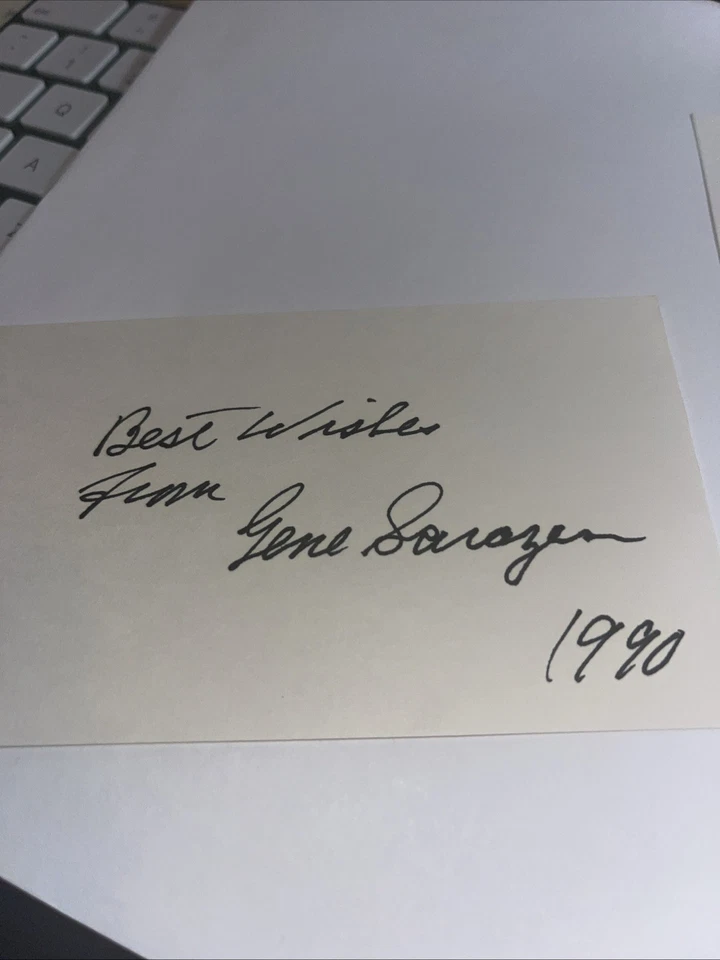 Q
A
Best Wishes
from
Gene Sarazen
1990